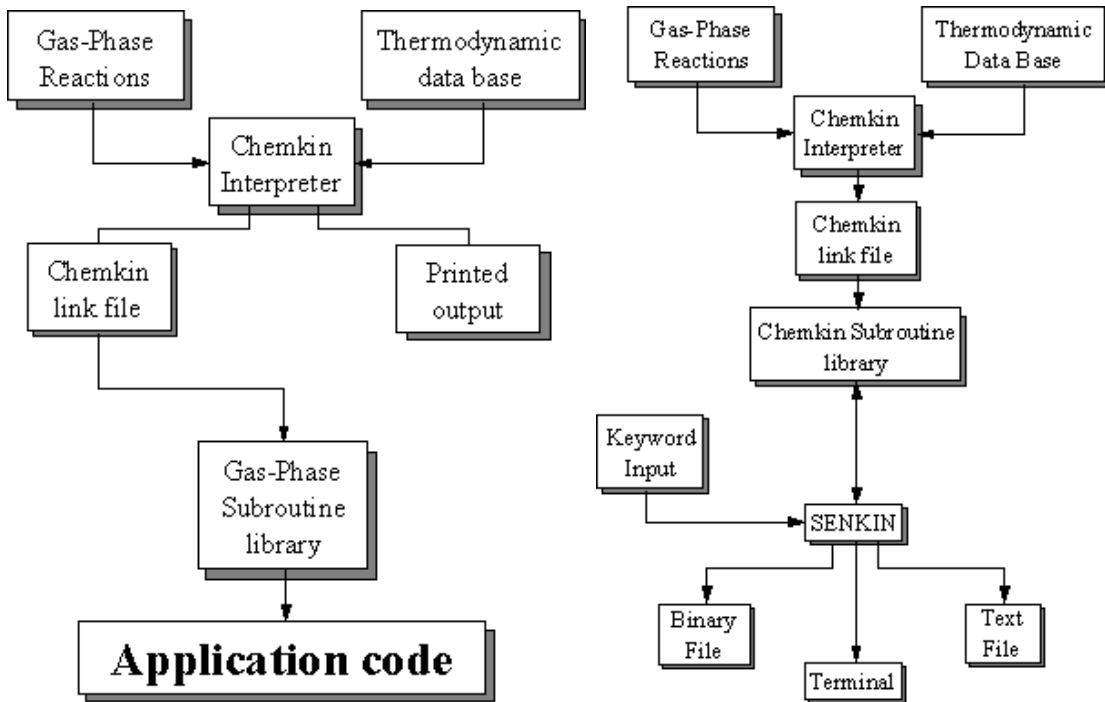 Gas-Phase
Reactions
Thermodynamic
data base
Chemkin
Interpreter
Chemkin
link file
Printed
output
Gas-Phase
Subroutine
library
Application code
Gas-Phase
Reactions
Thermodynamic
Data Base
Chemkin
Interpreter
Chemkin
link file
Chemkin Subroutine
library
Keyword
Input
SENKIN
Binary
File
Text
File
Terminal